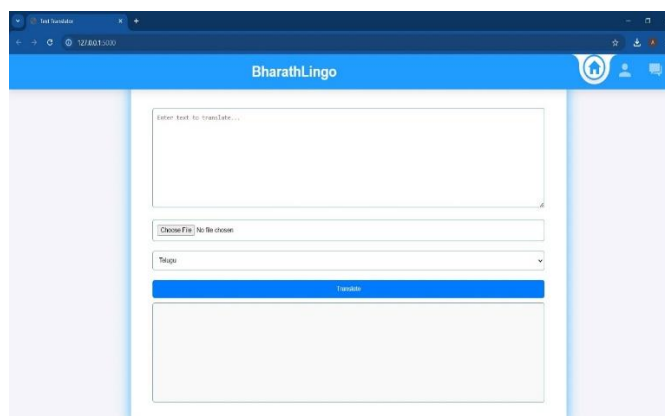 Text Translator
127.0.0.1:5000
BharathLingo
Enter text to translate...
Choose File No file chosen
Telugu
Translate